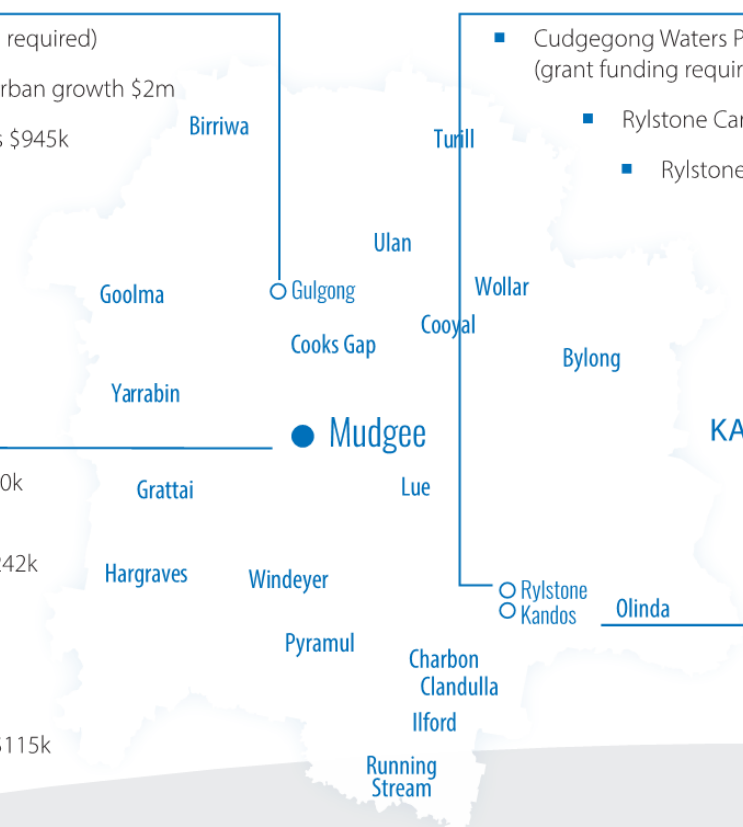 required)
rban growth $2m
$945k
Cudgegong Waters
(grant funding
Rylstone
Rylstone
Birriwa
Turill
Ulan
Goolma
Gulgong
Wollar
Cooks Gap
Cooyal
Bylong
Yarrabin
Mudgee
KA
0k
Grattai
Lue
42k
Hargraves
Windeyer
Rylstone
Kandos
Olinda
Pyramul
Charbon
Clandulla
Ilford
$115k
Running
Stream